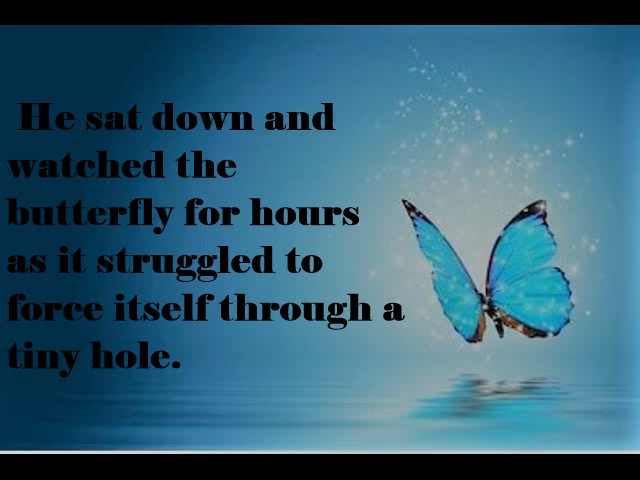 He sat down and
watched the
butterfly for hours
as it struggled to
force itself through a
tiny hole.